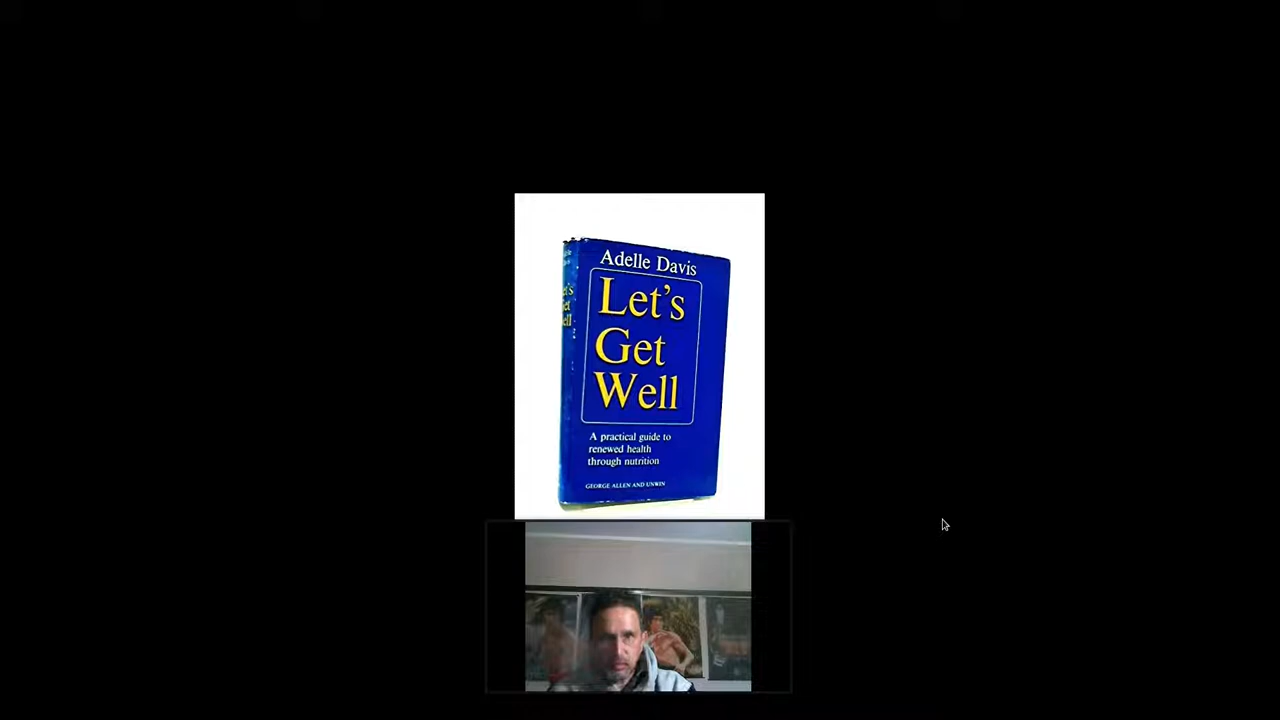 Adelle Davis
Let's
Get
Well
A practical guide to
renewed health
through nutrition
GEORGE ALLEN AND UNWIN